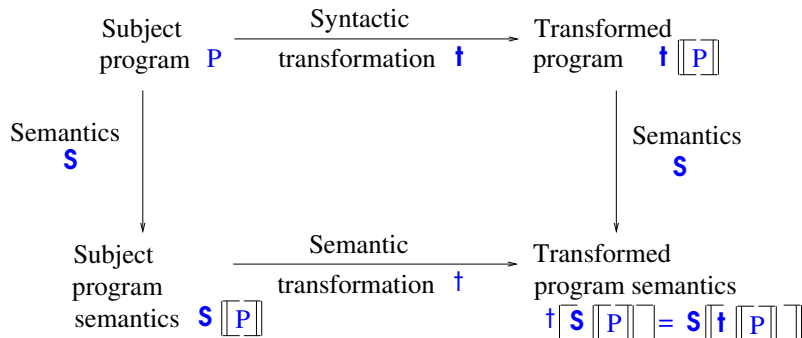 Subject
program P
Syntactic
transformation t
Transformed
program t⟦P⟧
Semantics
S
Semantics
S
Subject
program
semantics S⟦P⟧
Semantic
transformation †
Transformed
program semantics
†[S⟦P⟧] = S⟦t⟦P⟧⟧